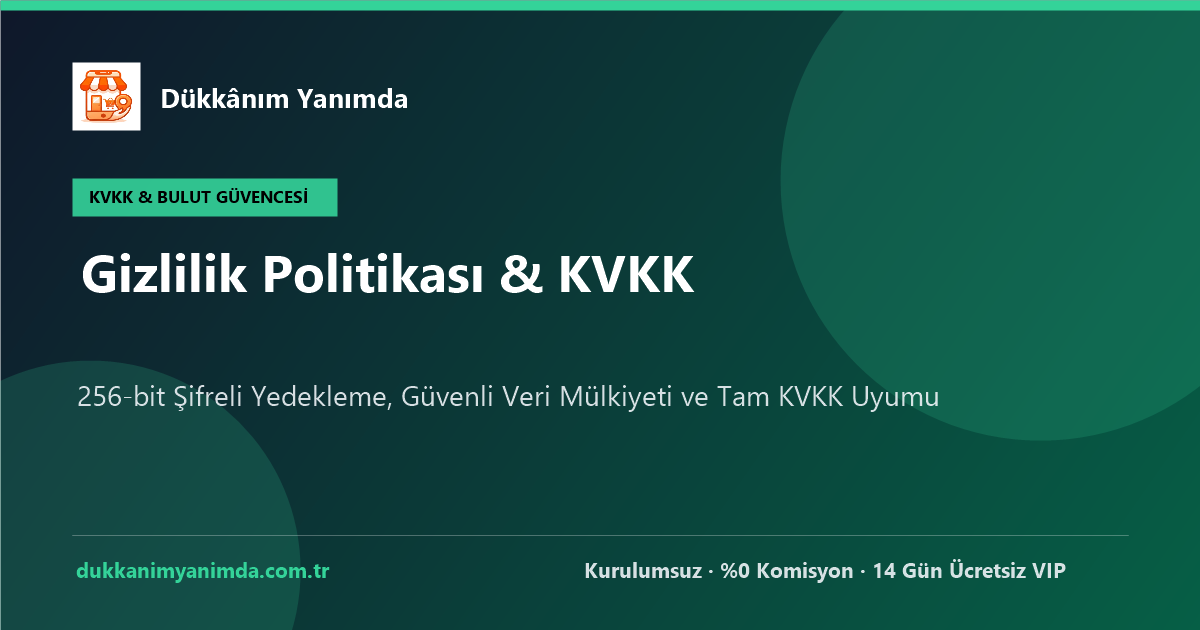 Dükkânım Yanımda
KVKK & BULUT GÜVENCESİ
Gizlilik Politikası & KVKK
256-bit Şifreli Yedekleme, Güvenli Veri Mülkiyeti ve Tam KVKK Uyumu
dukkanimyanimda.com.tr
Kurulumsuz · %0 Komisyon · 14 Gün Ücretsiz VIP